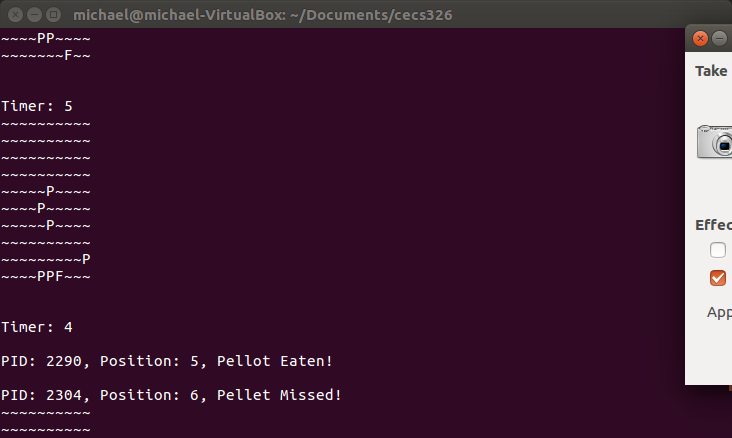 michael@michael-VirtualBox: ~/Documents/cecs326
~~~~PP~~~~
~~~~~~~F~~
Timer: 5
~~~~~~~~~~
~~~~~~~~~~
~~~~~~~~~~
~~~~~~~~~~
~~~~~P~~~~
~~~~P~~~~~
~~~~~P~~~~
~~~~~~~~~~
~~~~~~~~~P
~~~~PPF~~~
Timer: 4
PID: 2290, Position: 5, Pellot Eaten!
PID: 2304, Position: 6, Pellet Missed!
~~~~~~~~~~
~~~~~~~~~~
Take
Effec
App